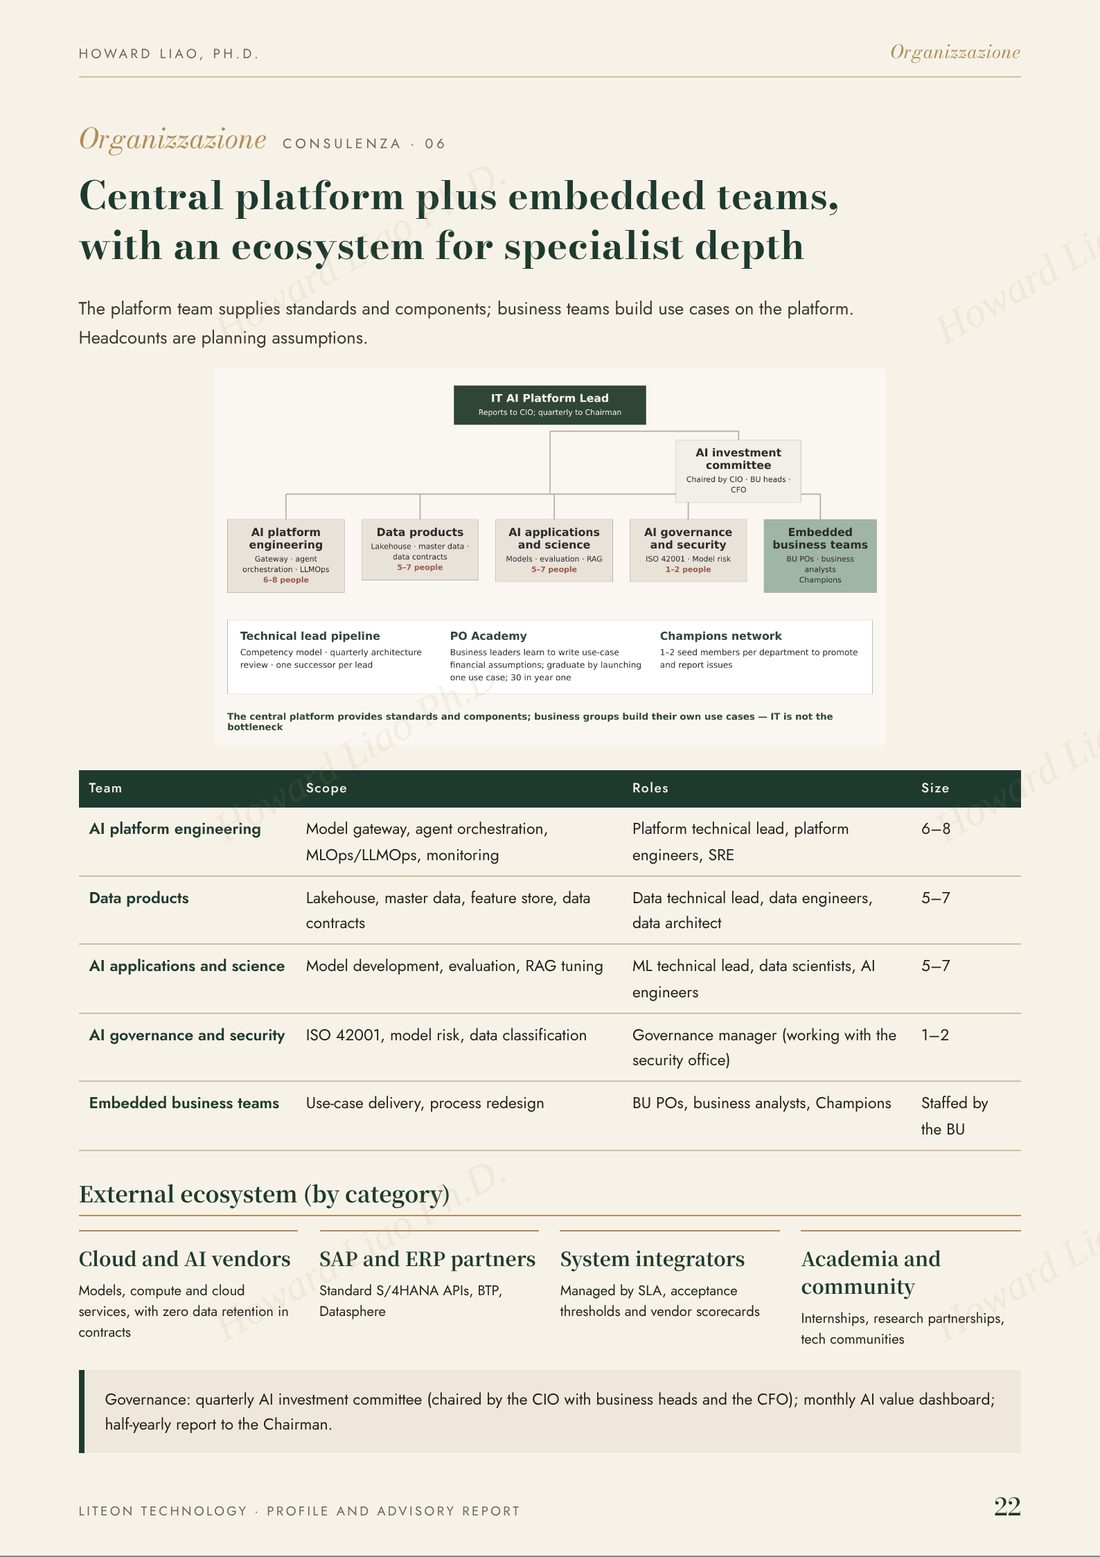 HOWARD LIAO, PH.D.
Organizzazione
Organizzazione CONSULENZA · 06
Central platform plus embedded teams,
with an ecosystem for specialist depth
The platform team supplies standards and components; business teams build use cases on the platform.
Headcounts are planning assumptions.
IT AI Platform Lead
Reports to CIO; quarterly to Chairman
AI investment
committee
Chaired by CIO · BU heads ·
CFO
AI platform
engineering
Gateway · agent
orchestration · LLMOps
6–8 people
Data products
Lakehouse · master data ·
data contracts
5–7 people
AI applications
and science
Models · evaluation · RAG
5–7 people
AI governance
and security
ISO 42001 · Model risk
1–2 people
Embedded
business teams
BU POs · business
analysts
Champions
Technical lead pipeline
Competency model · quarterly architecture
review · one successor per lead
PO Academy
Business leaders learn to write use-case
financial assumptions; graduate by launching
one use case; 30 in year one
Champions network
1–2 seed members per department to promote
and report issues
The central platform provides standards and components; business groups build their own use cases — IT is not the
bottleneck
Team Scope Roles Size
AI platform engineering
Model gateway, agent orchestration,
MLOps/LLMOps, monitoring
Platform technical lead, platform
engineers, SRE
6–8
Data products
Lakehouse, master data, feature store, data
contracts
Data technical lead, data engineers,
data architect
5–7
AI applications and science
Model development, evaluation, RAG tuning
ML technical lead, data scientists, AI
engineers
5–7
AI governance and security
ISO 42001, model risk, data classification
Governance manager (working with the
security office)
1–2
Embedded business teams
Use-case delivery, process redesign
BU POs, business analysts, Champions
Staffed by
the BU
External ecosystem (by category)
Cloud and AI vendors
Models, compute and cloud
services, with zero data retention in
contracts
SAP and ERP partners
Standard S/4HANA APIs, BTP,
Datasphere
System integrators
Managed by SLA, acceptance
thresholds and vendor scorecards
Academia and
community
Internships, research partnerships,
tech communities
Governance: quarterly AI investment committee (chaired by the CIO with business heads and the CFO); monthly AI value dashboard;
half-yearly report to the Chairman.
LITEON TECHNOLOGY · PROFILE AND ADVISORY REPORT
22
Howard Liao Ph.D.
Howard Liao Ph.D.
Howard Liao Ph.D.
Howard Lia
Howard Lia
Howard Lia